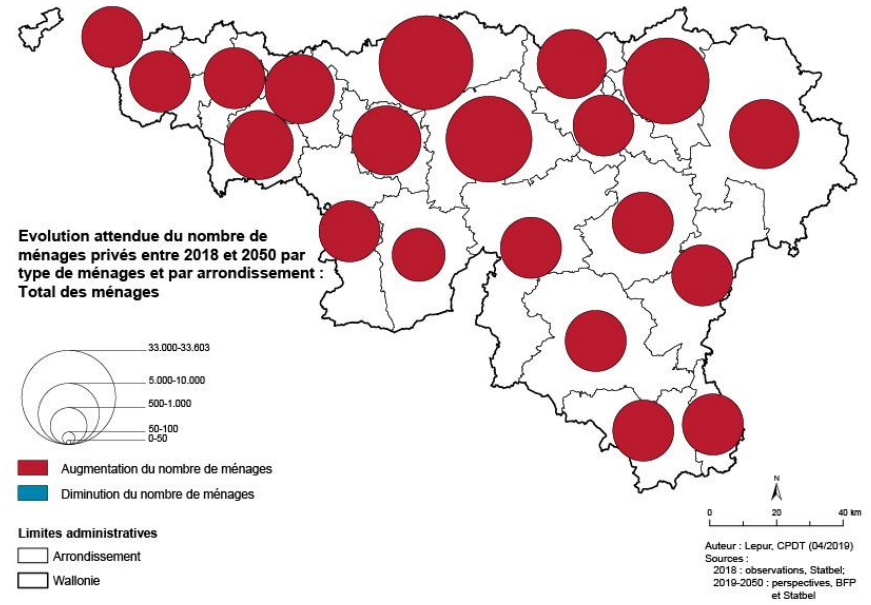 Evolution attendue du nombre de
ménages privés entre 2018 et 2050 par
type de ménages et par arrondissement :
Total des ménages
33.000-33.603
5.000-10.000
500-1.000
50-100
0-50
Augmentation du nombre de ménages
Diminution du nombre de ménages
Limites administratives
Arrondissement
Wallonie
N
0 20 40 km
Auteur : Lepur, CPDT (04/2019)
Sources :
2018 : observations, Statbel;
2019-2050 : perspectives, BFP
et Statbel